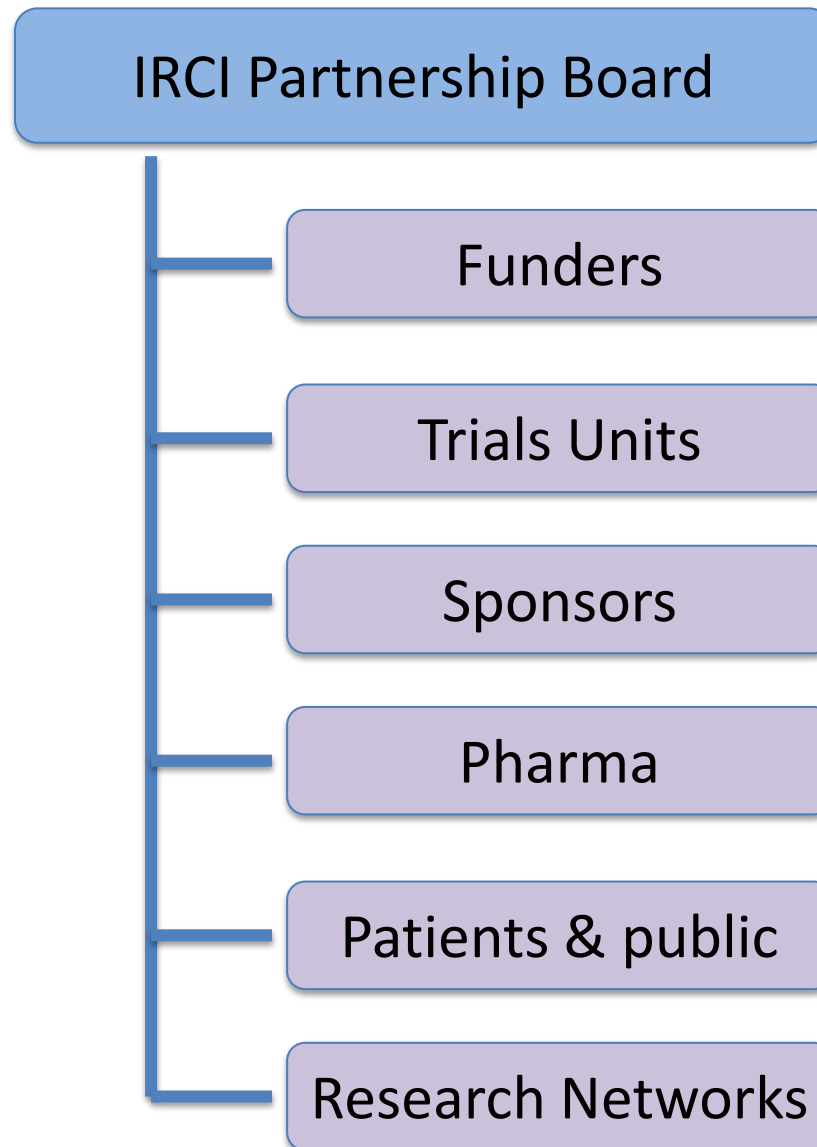 IRCI Partnership Board
Funders
Trials Units
Sponsors
Pharma
Patients & public
Research Networks